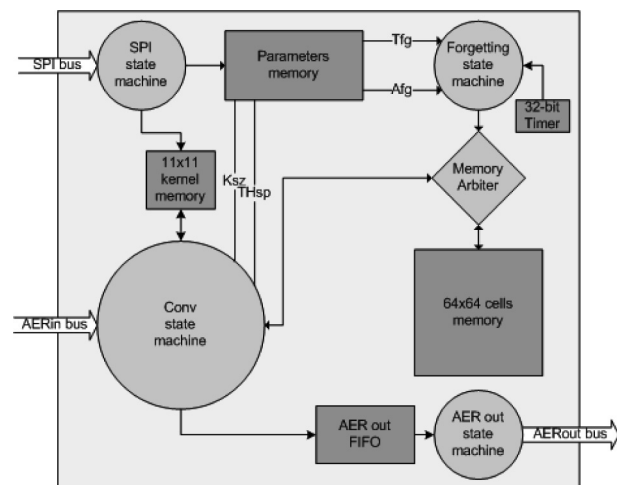 SPI bus
SPI
state
machine
Parameters
memory
Tfg
Afg
Forgetting
state
machine
32-bit
Timer
11x11
kernel
memory
Ksz
THsp
Memory
Arbiter
64x64 cells
memory
AERin bus
Conv
state
machine
AER out
FIFO
AER out
state
machine
AERout bus